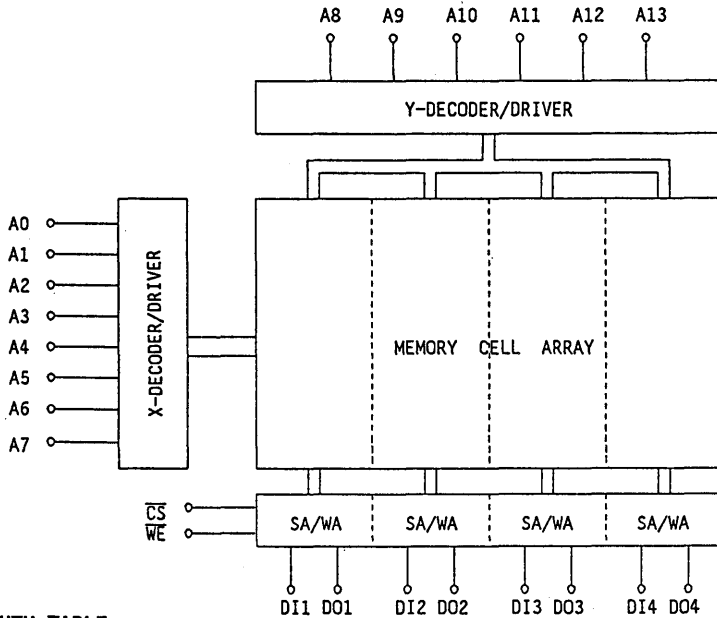 A8 A9 A10 A11 A12 A13
Y-DECODER/DRIVER
A0
A1
A2
A3
A4
A5
A6
A7
X-DECODER/DRIVER
MEMORY CELL ARRAY
CS
WE
SA/WA SA/WA SA/WA SA/WA
DI1 DO1 DI2 DO2 DI3 DO3 DI4 DO4
TABLE